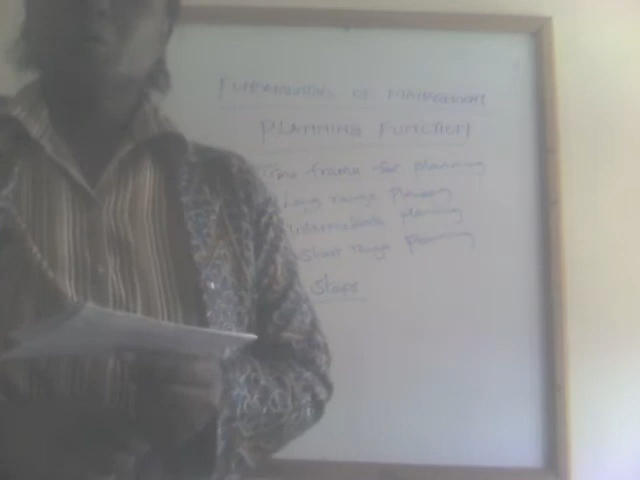 FUNDAMENTALS OF MANAGEMENT
PLANNING FUNCTION
Time frame for planning
Long range planning
Intermediate planning
Short range planning
Steps